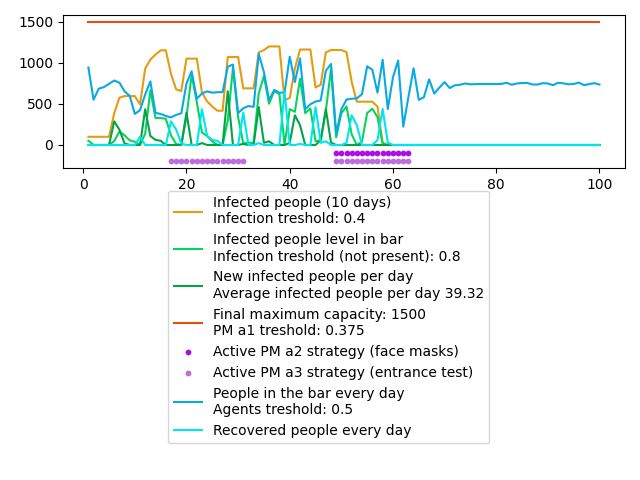 1500
1000
500
0
0
20
40
60
80
100
Infected people (10 days)
Infection treshold: 0.4
Infected people level in bar
Infection treshold (not present): 0.8
New infected people per day
Average infected people per day 39.32
Final maximum capacity: 1500
PM a1 treshold: 0.375
Active PM a2 strategy (face masks)
Active PM a3 strategy (entrance test)
People in the bar every day
Agents treshold: 0.5
Recovered people every day